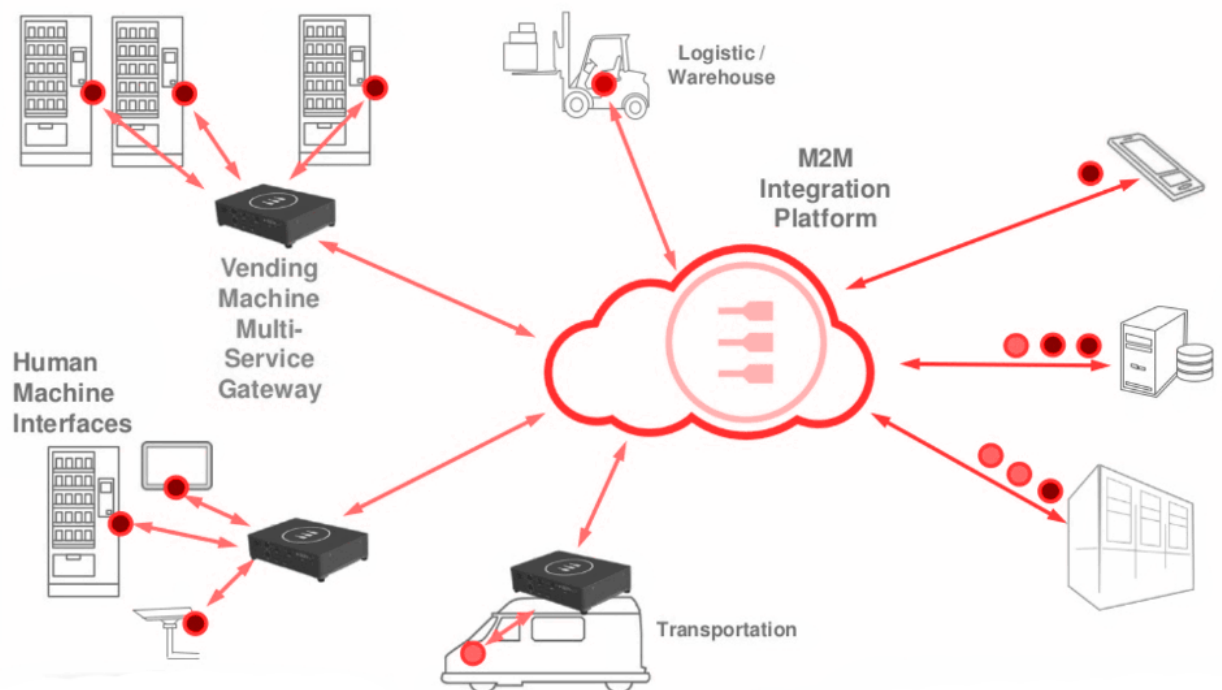 Logistic /
Warehouse
M2M
Integration
Platform
Vending
Machine
Multi-
Service
Gateway
Human
Machine
Interfaces
Transportation